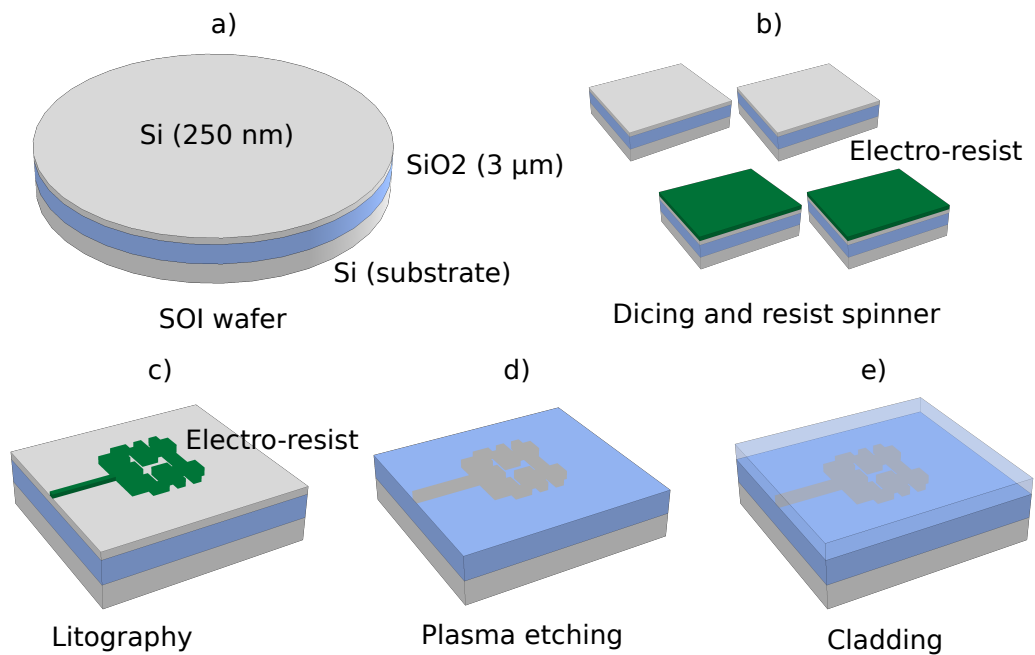 a)
b)
Si (250 nm)
SiO2 (3 μm)
Electro-resist
Si (substrate)
SOI wafer
Dicing and resist spinner
c)
d)
e)
Electro-resist
Litography
Plasma etching
Cladding